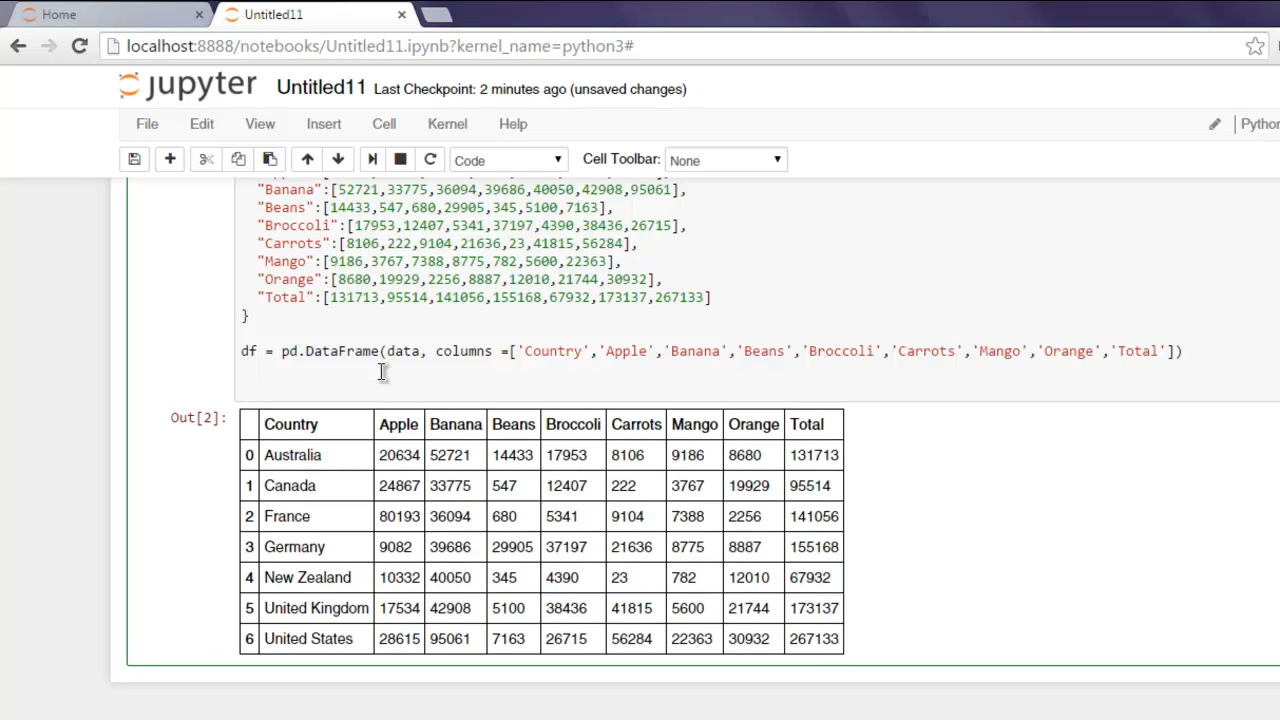 Home
Untitled11
localhost:8888/notebooks/Untitled11.ipynb?kernel_name=python3#
jupyter Untitled11 Last Checkpoint: 2 minutes ago (unsaved changes)
File Edit View Insert Cell Kernel Help Python
Code Cell Toolbar: None
"Banana":[52721,33775,36094,39686,40050,42908,95061],
"Beans":[14433,547,680,29905,345,5100,7163],
"Broccoli":[17953,12407,5341,37197,4390,38436,26715],
"Carrots":[8106,222,9104,21636,23,41815,56284],
"Mango":[9186,3767,7388,8775,782,5600,22363],
"Orange":[8680,19929,2256,8887,12010,21744,30932],
"Total":[131713,95514,141056,155168,67932,173137,267133]
}
df = pd.DataFrame(data, columns =['Country','Apple','Banana','Beans','Broccoli','Carrots','Mango','Orange','Total'])
Out[2]:
Country Apple Banana Beans Broccoli Carrots Mango Orange Total
0 Australia 20634 52721 14433 17953 8106 9186 8680 131713
1 Canada 24867 33775 547 12407 222 3767 19929 95514
2 France 80193 36094 680 5341 9104 7388 2256 141056
3 Germany 9082 39686 29905 37197 21636 8775 8887 155168
4 New Zealand 10332 40050 345 4390 23 782 12010 67932
5 United Kingdom 17534 42908 5100 38436 41815 5600 21744 173137
6 United States 28615 95061 7163 26715 56284 22363 30932 267133